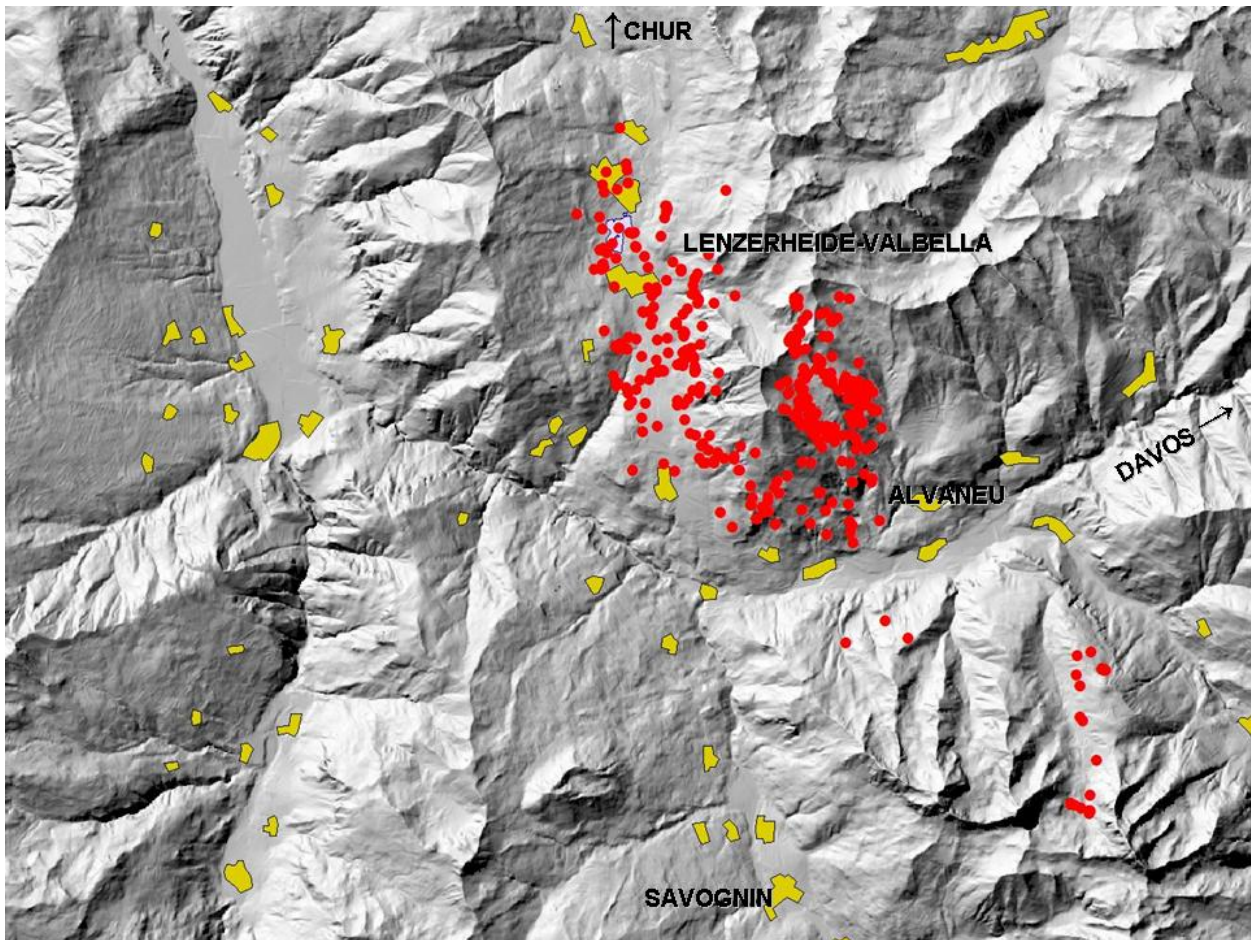 ↑ CHUR
LENZERHEIDE-VALBELLA
DAVOS →
ALVANEU
SAVOGNIN